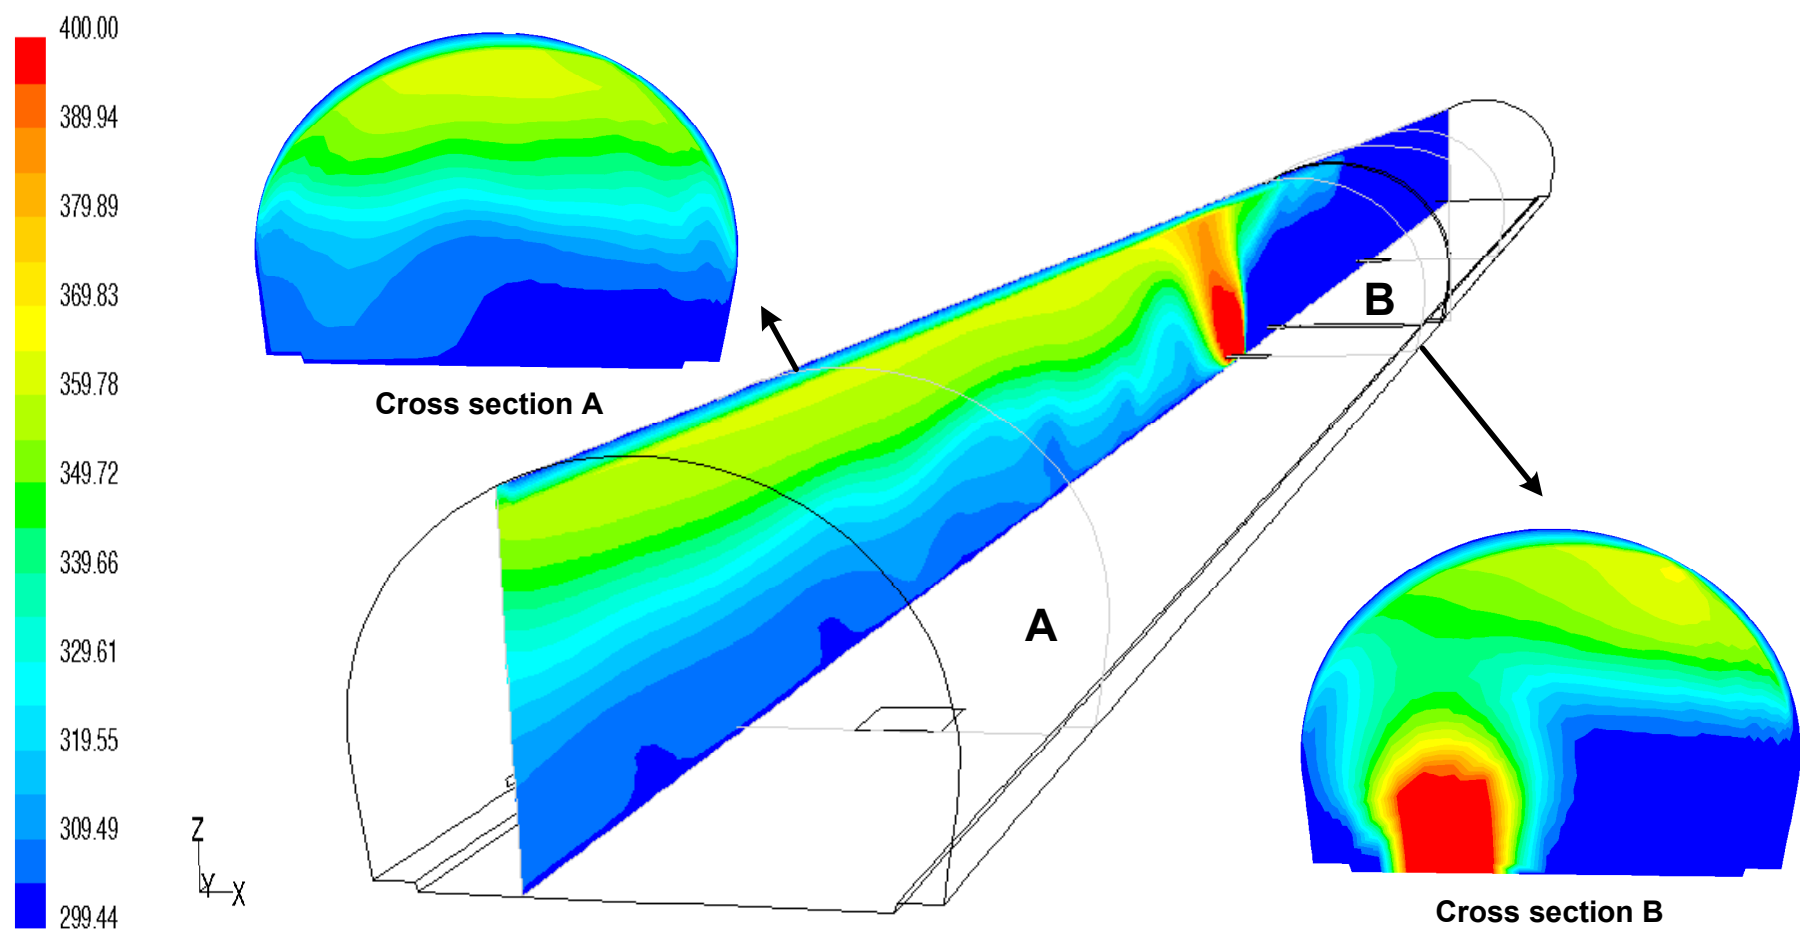 400.00
389.94
379.89
369.83
359.78
349.72
339.66
329.61
319.55
309.49
299.44
Cross section A
B
A
Z
Y
X
Cross section B